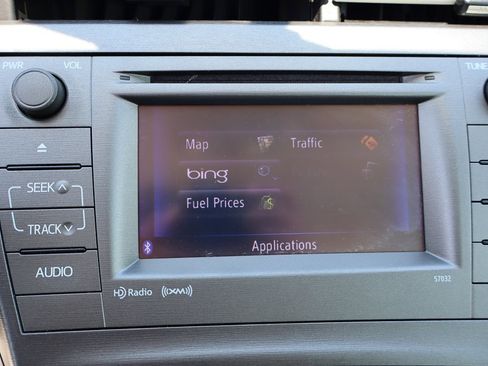 PWR VOL
TUNE
Map
Traffic
bing
Fuel Prices
SEEK
TRACK
Applications
AUDIO
HD Radio
((XM))
57032